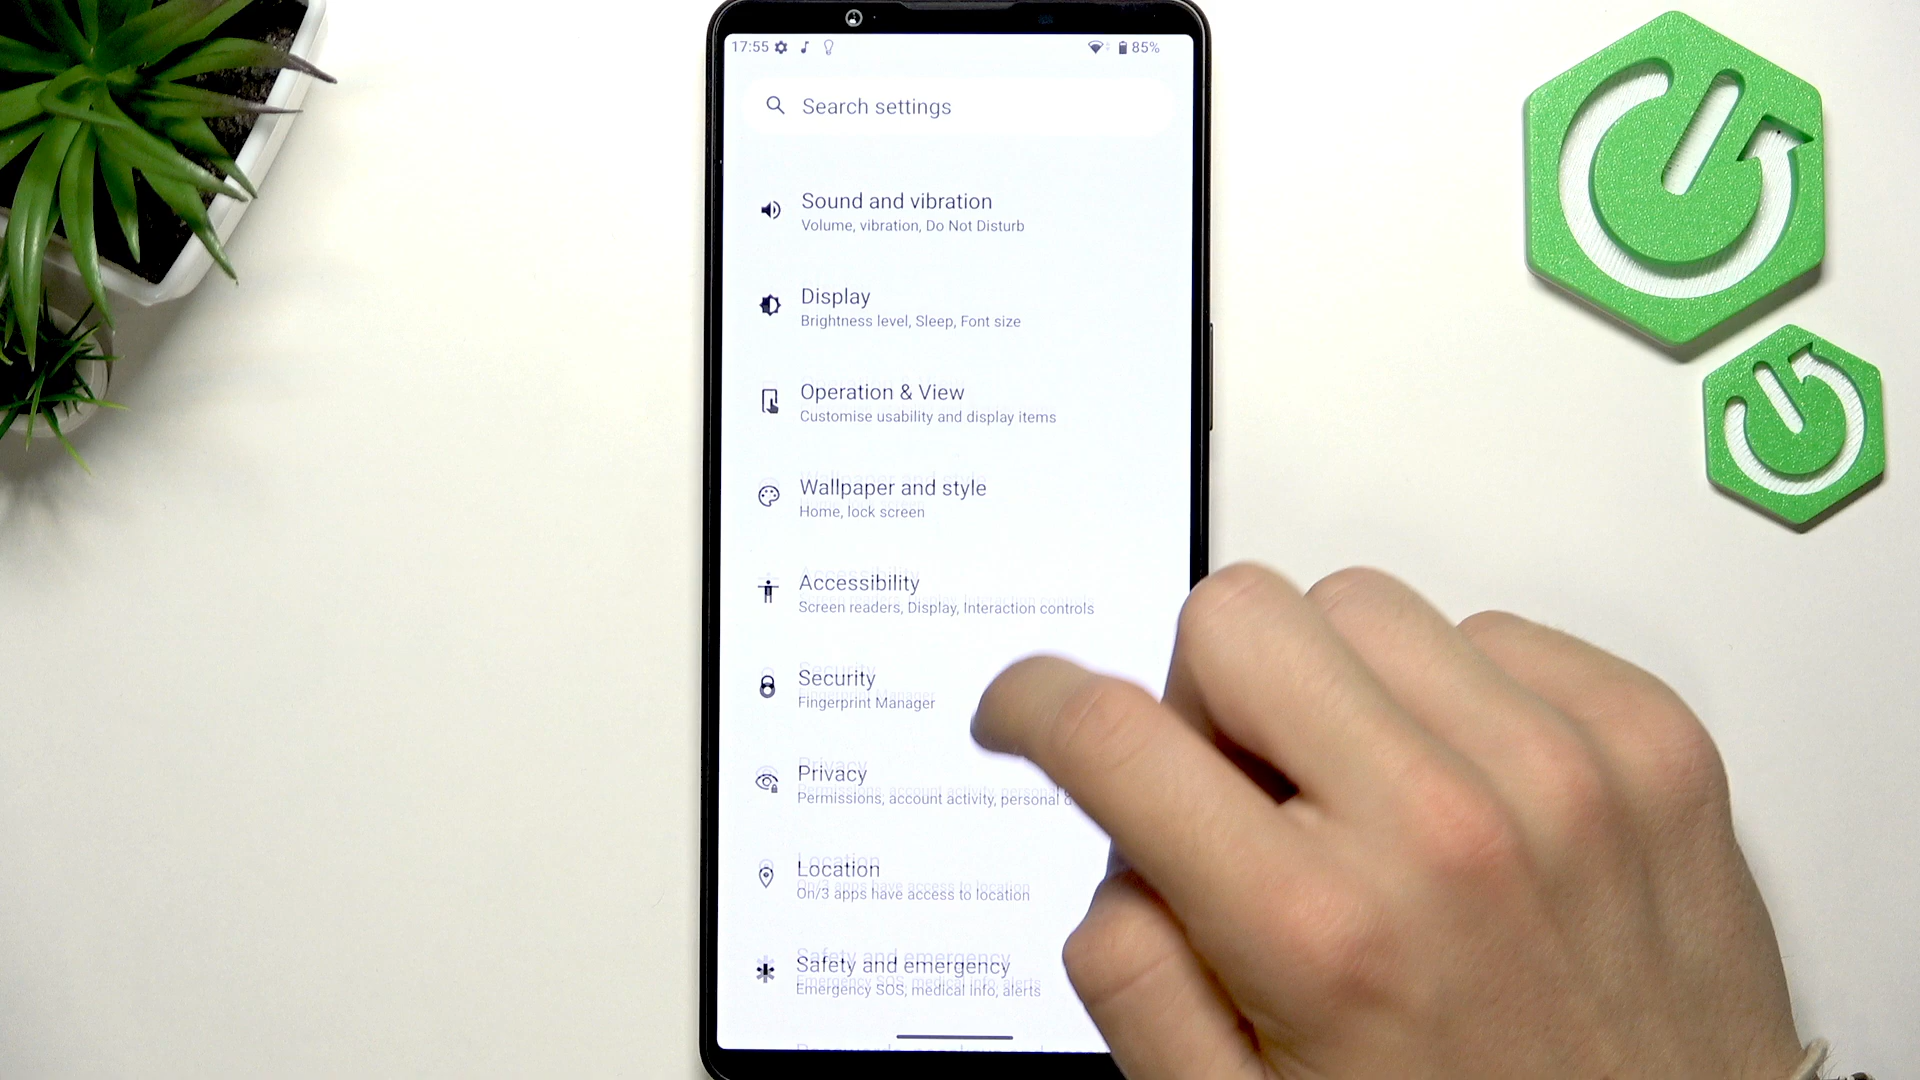 17:55 85%
Search settings
Sound and vibration
Volume, vibration, Do Not Disturb
Display
Brightness level, Sleep, Font size
Operation & View
Customise usability and display items
Wallpaper and style
Home, lock screen
Accessibility
Screen readers, Display, Interaction controls
Security
Fingerprint Manager
Privacy
Permissions, account activity, personal
Location
On/3 apps have access to location
Safety and emergency
Emergency SOS, medical info, alerts